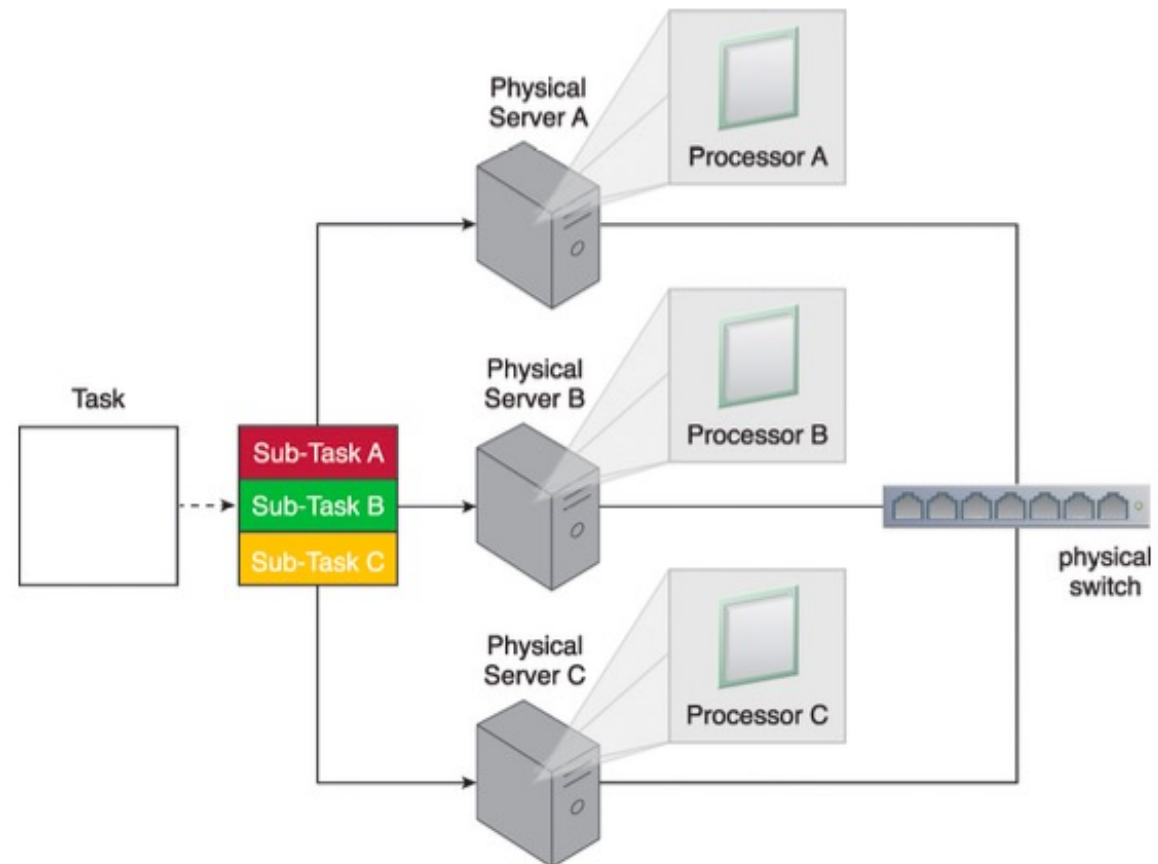 Physical
Server A
Processor A
Physical
Server B
Processor B
Task
Sub-Task A
Sub-Task B
Sub-Task C
physical
switch
Physical
Server C
Processor C